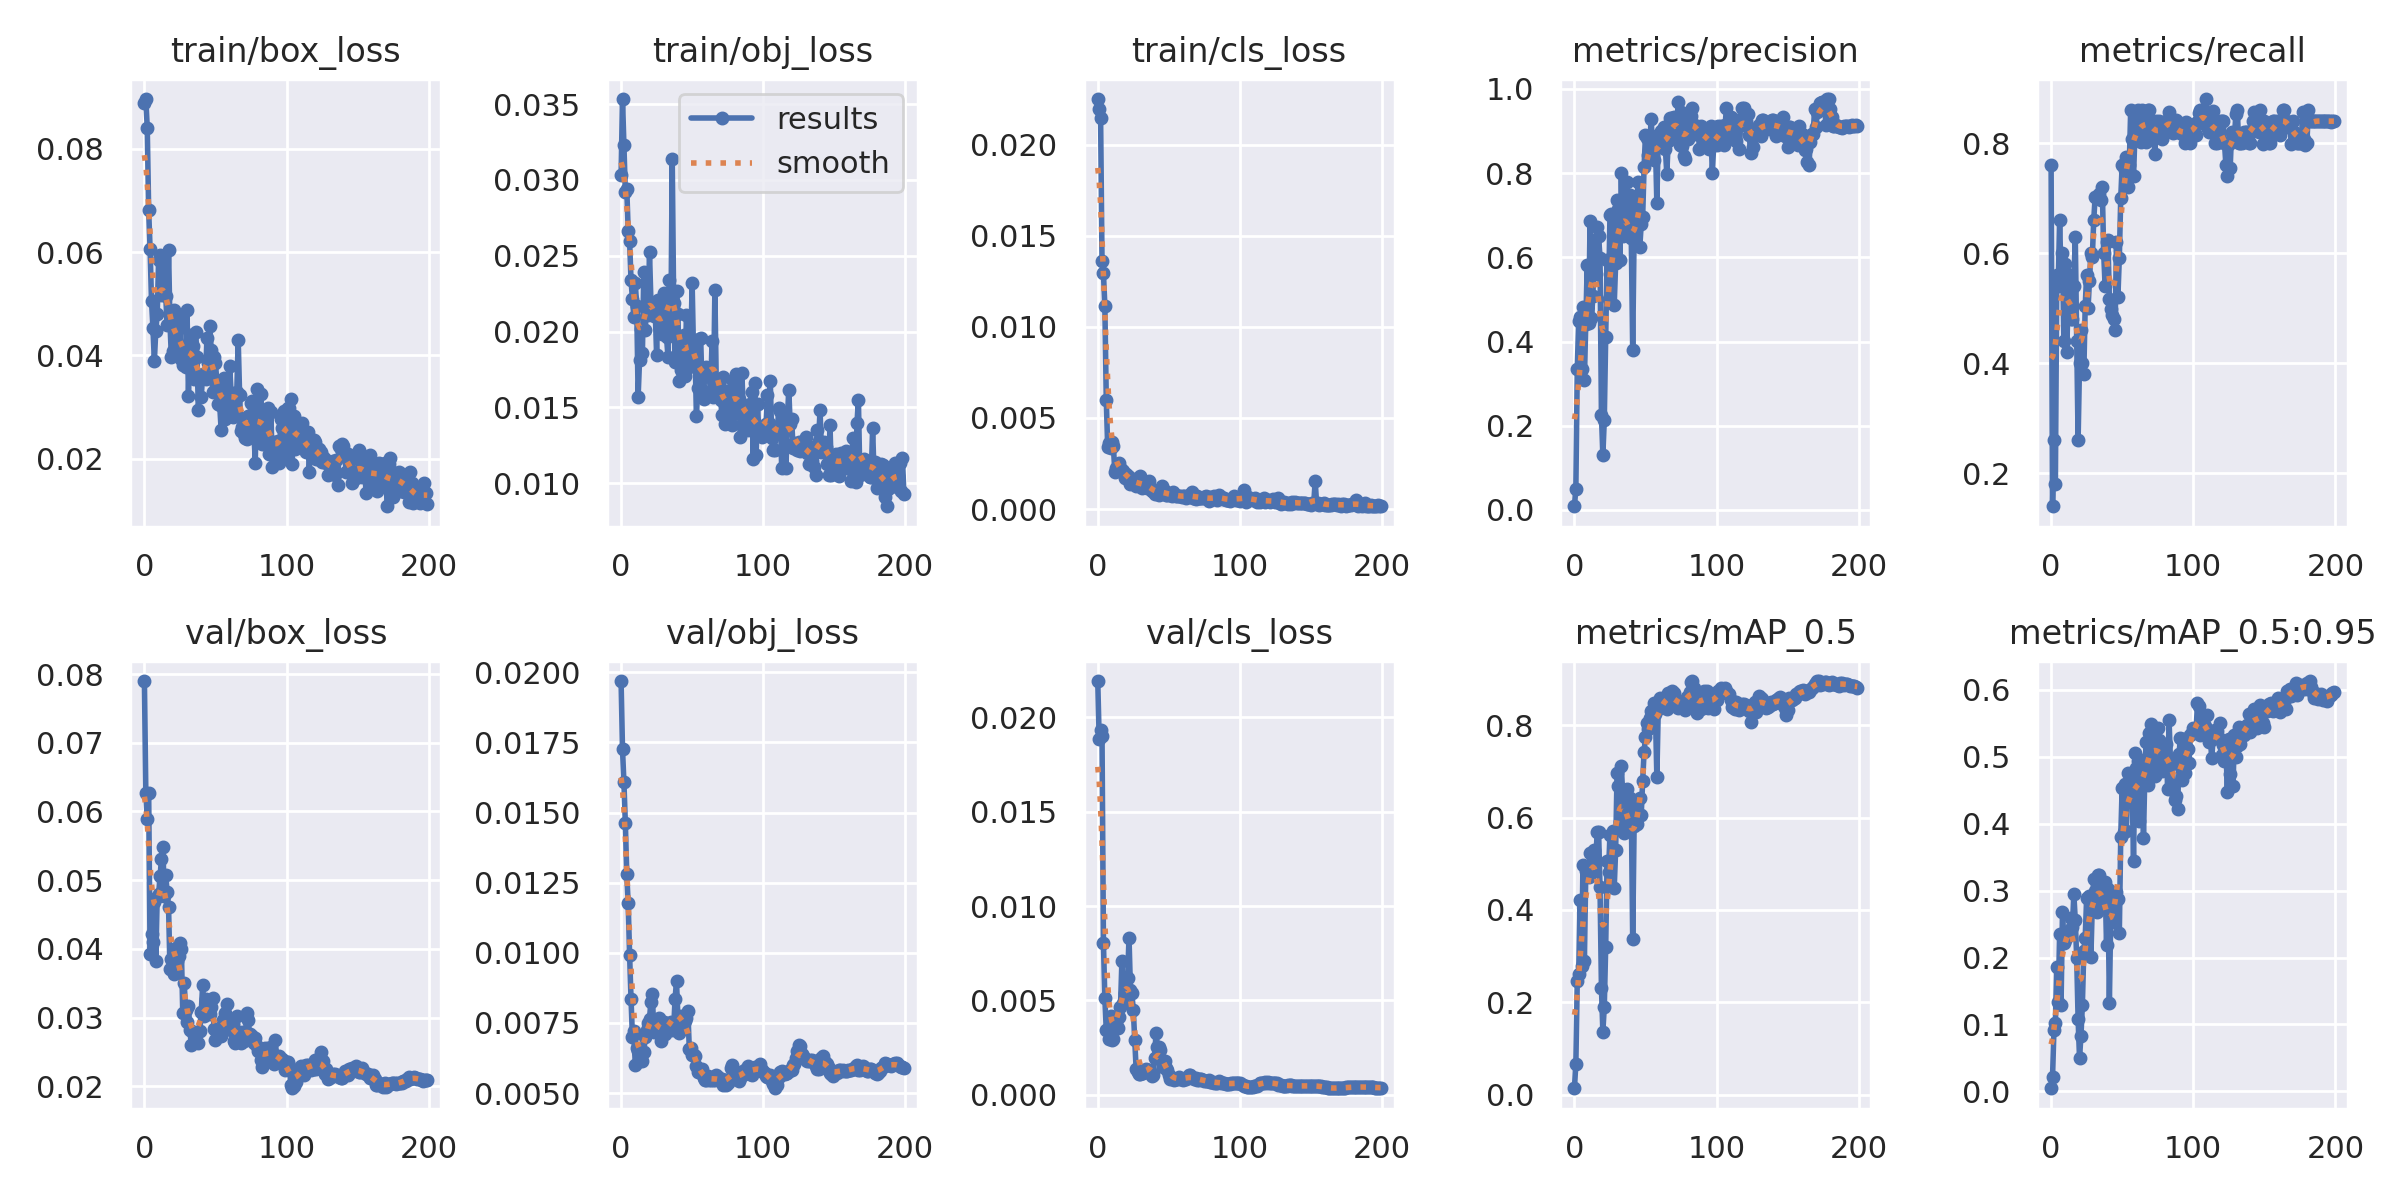 train/box_loss
0.08
0.06
0.04
0.02
0 100 200
train/obj_loss
results
smooth
0.035
0.030
0.025
0.020
0.015
0.010
0 100 200
train/cls_loss
0.020
0.015
0.010
0.005
0.000
0 100 200
metrics/precision
1.0
0.8
0.6
0.4
0.2
0.0
0 100 200
metrics/recall
0.8
0.6
0.4
0.2
0 100 200
val/box_loss
0.08
0.07
0.06
0.05
0.04
0.03
0.02
0 100 200
val/obj_loss
0.0200
0.0175
0.0150
0.0125
0.0100
0.0075
0.0050
0 100 200
val/cls_loss
0.020
0.015
0.010
0.005
0.000
0 100 200
metrics/mAP_0.5
0.8
0.6
0.4
0.2
0.0
0 100 200
metrics/mAP_0.5:0.95
0.6
0.5
0.4
0.3
0.2
0.1
0.0
0 100 200